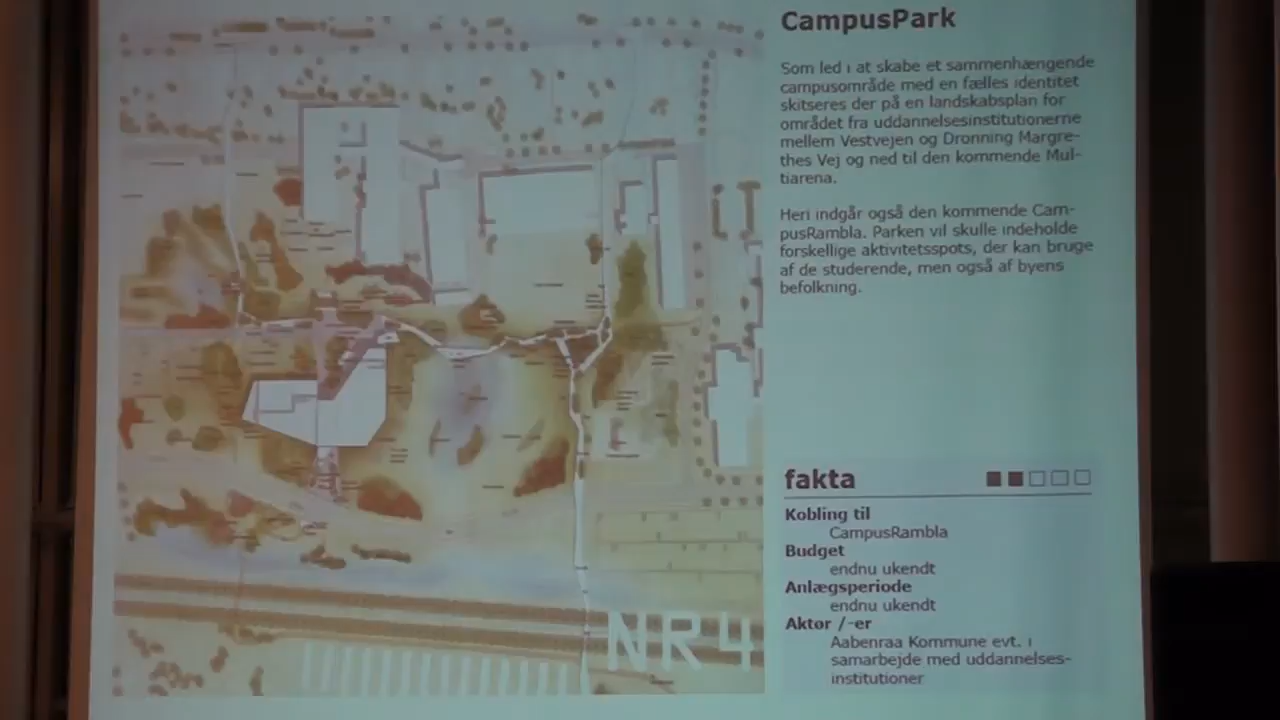 CampusPark
Som led i at skabe et sammenhængende
campusområde med en fælles identitet
skitseres der på en landskabsplan for
området fra uddannelsesinstitutionerne
mellem Vestvejen og Dronning Margre-
thes Vej og ned til den kommende Mul-
tiarena.
Heri indgår også den kommende Cam-
pusRambla. Parken vil skulle indeholde
forskellige aktivitetsspots, der kan bruge
af de studerende, men også af byens
befolkning.
fakta
Kobling til
CampusRambla
Budget
endnu ukendt
Anlægsperiode
endnu ukendt
Aktør /-er
Aabenraa Kommune evt. i
samarbejde med uddannelses-
institutioner
NR 4